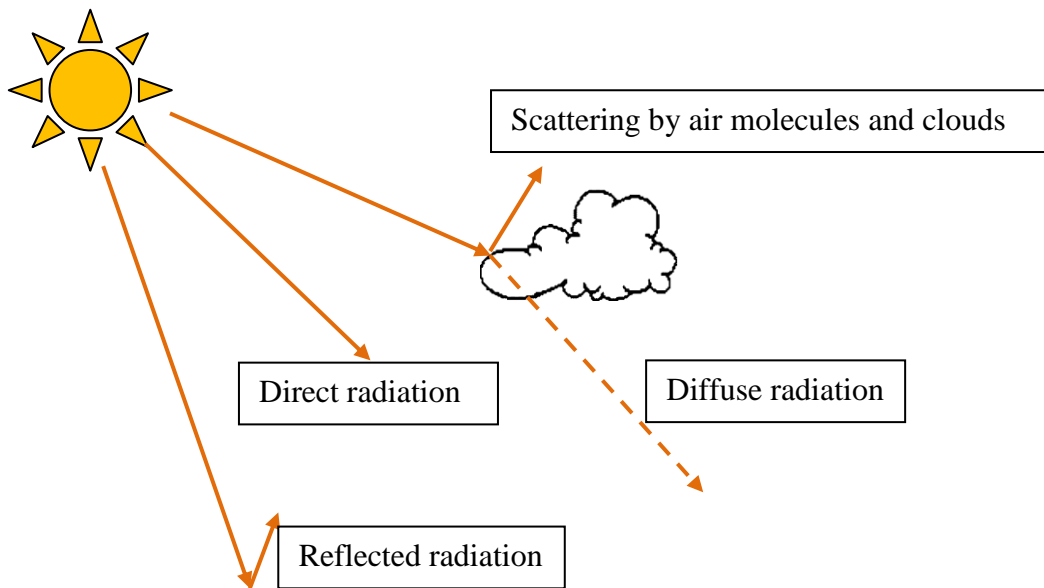 Scattering by air molecules and clouds
Direct radiation
Diffuse radiation
Reflected radiation